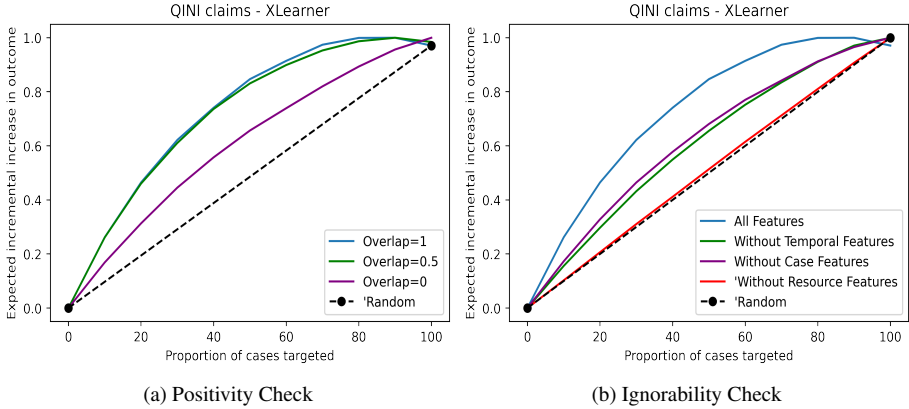 QINI claims - XLearner
Expected incremental increase in outcome
1.0
0.8
0.6
0.4
0.2
0.0
Overlap=1
Overlap=0.5
Overlap=0
'Random
0 20 40 60 80 100
Proportion of cases targeted
(a) Positivity Check
QINI claims - XLearner
Expected incremental increase in outcome
1.0
0.8
0.6
0.4
0.2
0.0
All Features
Without Temporal Features
Without Case Features
'Without Resource Features
'Random
0 20 40 60 80 100
Proportion of cases targeted
(b) Ignorability Check